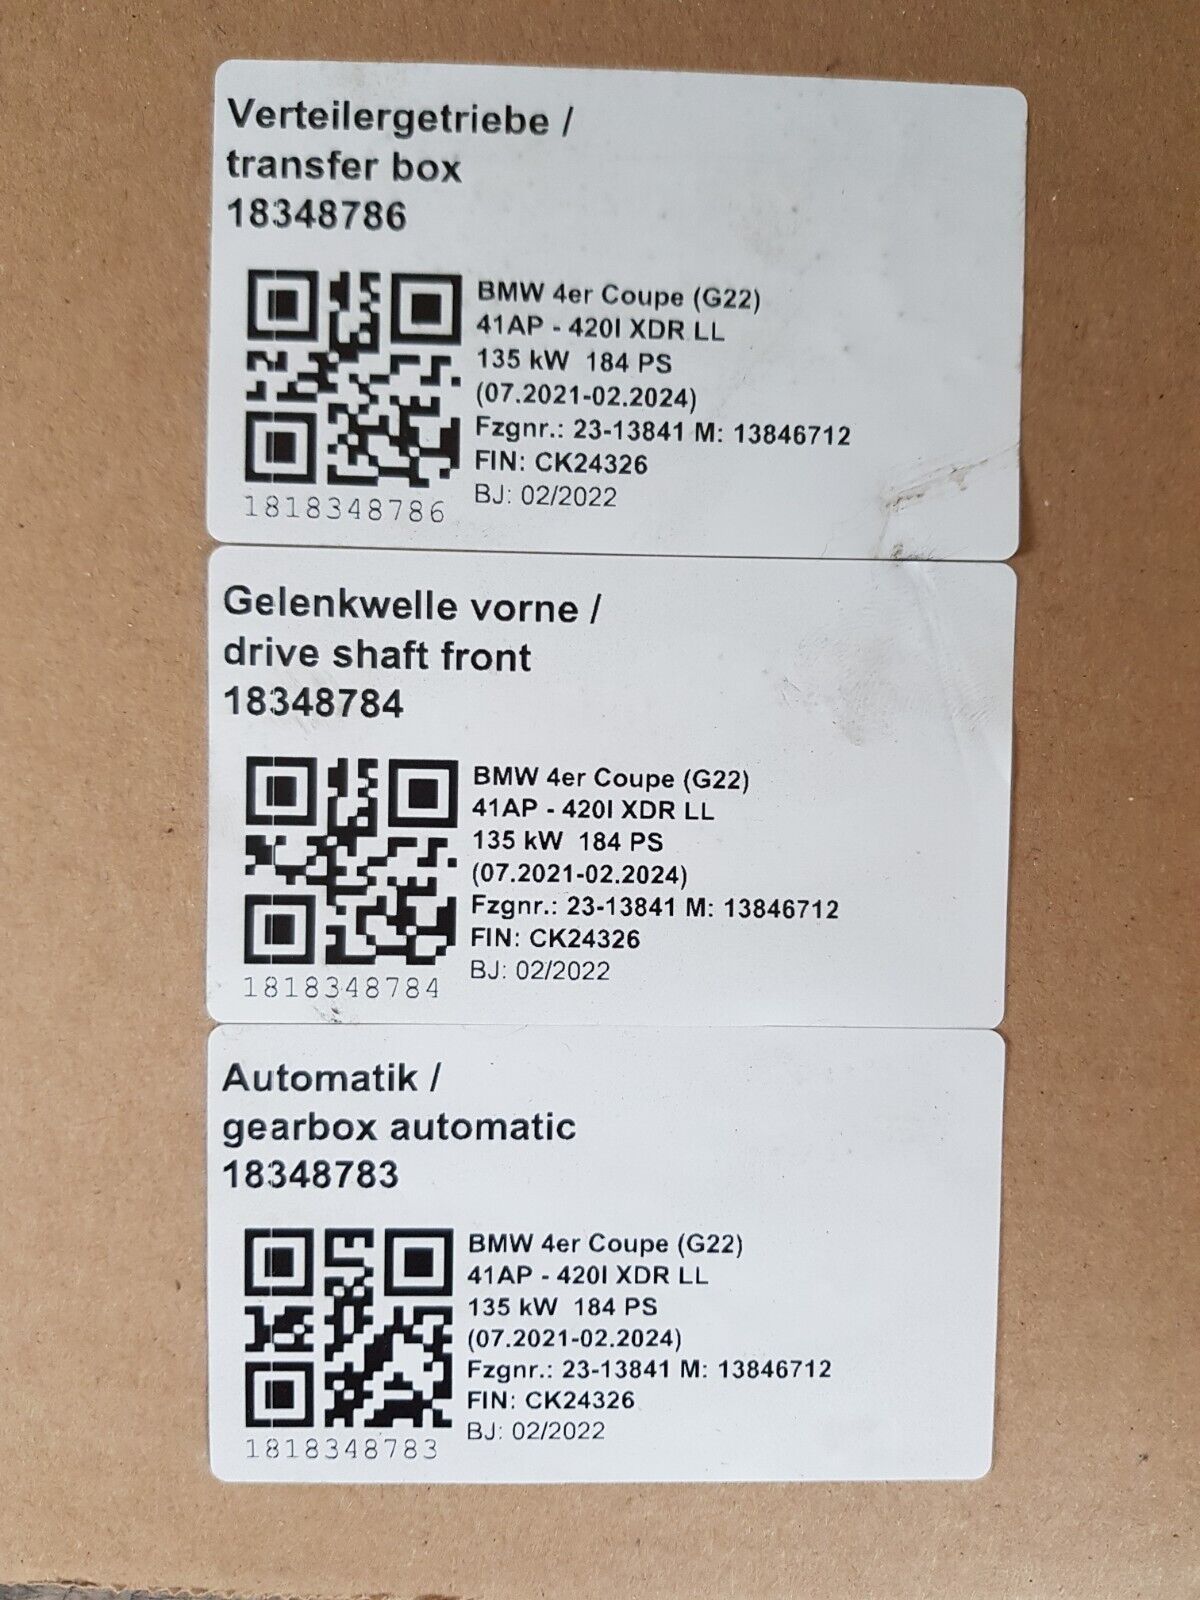 Verteilergetriebe /
transfer box
18348786
BMW 4er Coupe (G22)
41AP - 420I XDR LL
135 kW 184 PS
(07.2021-02.2024)
Fzgnr.: 23-13841 M: 13846712
FIN: CK24326
BJ: 02/2022
1818348786
Gelenkwelle vorne /
drive shaft front
18348784
BMW 4er Coupe (G22)
41AP - 420I XDR LL
135 kW 184 PS
(07.2021-02.2024)
Fzgnr.: 23-13841 M: 13846712
FIN: CK24326
BJ: 02/2022
1818348784
Automatik /
gearbox automatic
18348783
BMW 4er Coupe (G22)
41AP - 420I XDR LL
135 kW 184 PS
(07.2021-02.2024)
Fzgnr.: 23-13841 M: 13846712
FIN: CK24326
BJ: 02/2022
1818348783